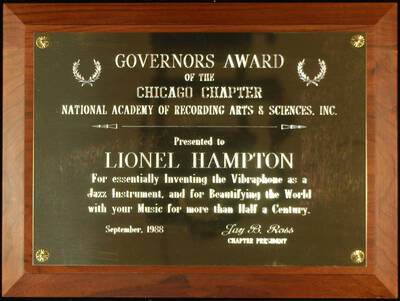 GOVERNORS AWARD
OF THE
CHICAGO CHAPTER
NATIONAL ACADEMY OF RECORDING ARTS & SCIENCES, INC.
Presented to
LIONEL HAMPTON
For essentially Inventing the Vibraphone as a
Jazz Instrument, and for Beautifying the World
with your Music for more than Half a Century.
September, 1988
Jay B. Ross
CHAPTER PRESIDENT